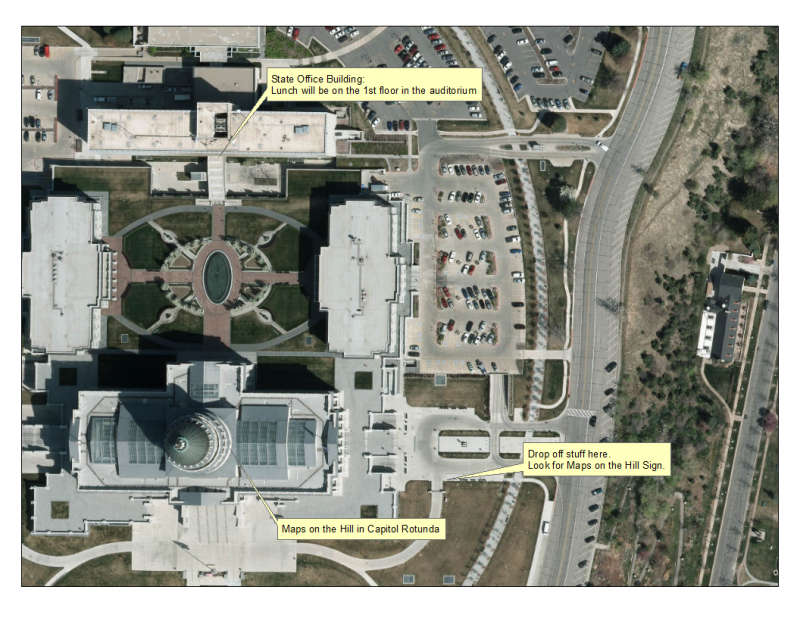 State Office Building:
Lunch will be on the 1st floor in the auditorium
Drop off stuff here.
Look for Maps on the Hill Sign.
Maps on the Hill in Capitol Rotunda